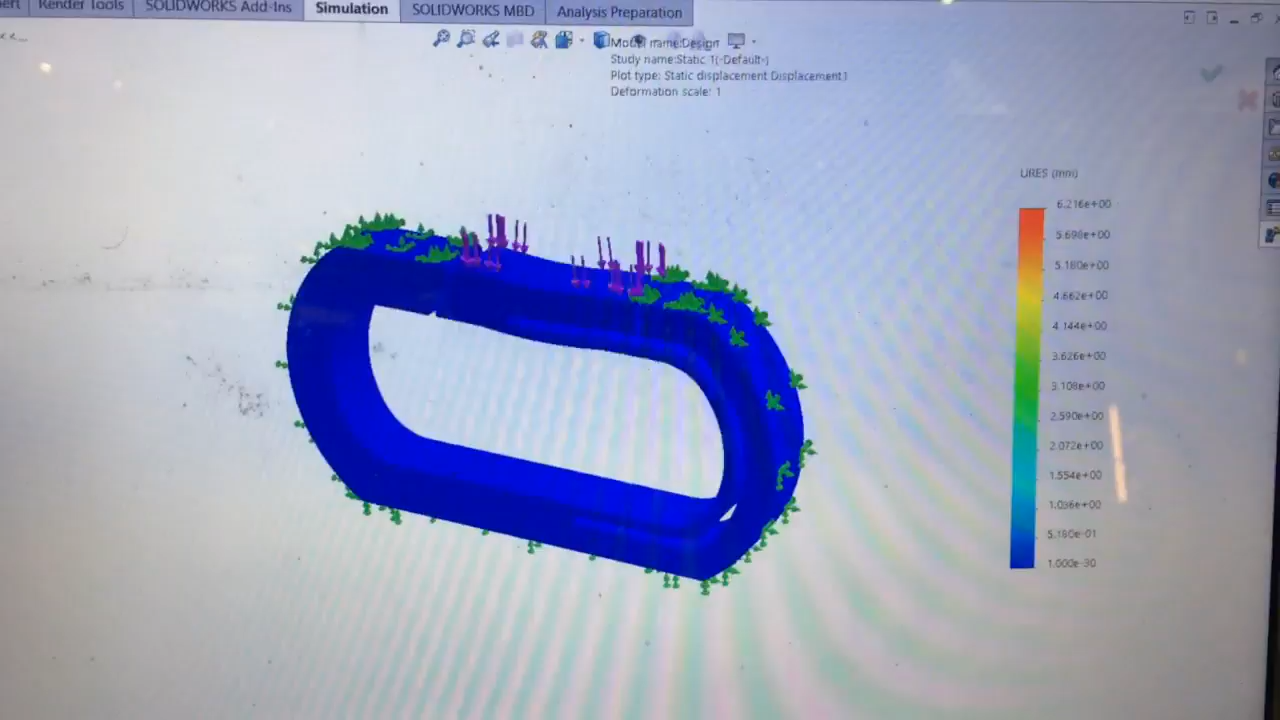 Render Tools
SOLIDWORKS Add-Ins
Simulation
SOLIDWORKS MBD
Analysis Preparation
Model name:Design
Study name:Static 1(-Default-)
Plot type: Static displacement Displacement1
Deformation scale: 1
URES (mm)
6.216e+00
5.698e+00
5.180e+00
4.662e+00
4.144e+00
3.626e+00
3.108e+00
2.590e+00
2.072e+00
1.554e+00
1.036e+00
5.180e-01
1.000e-30